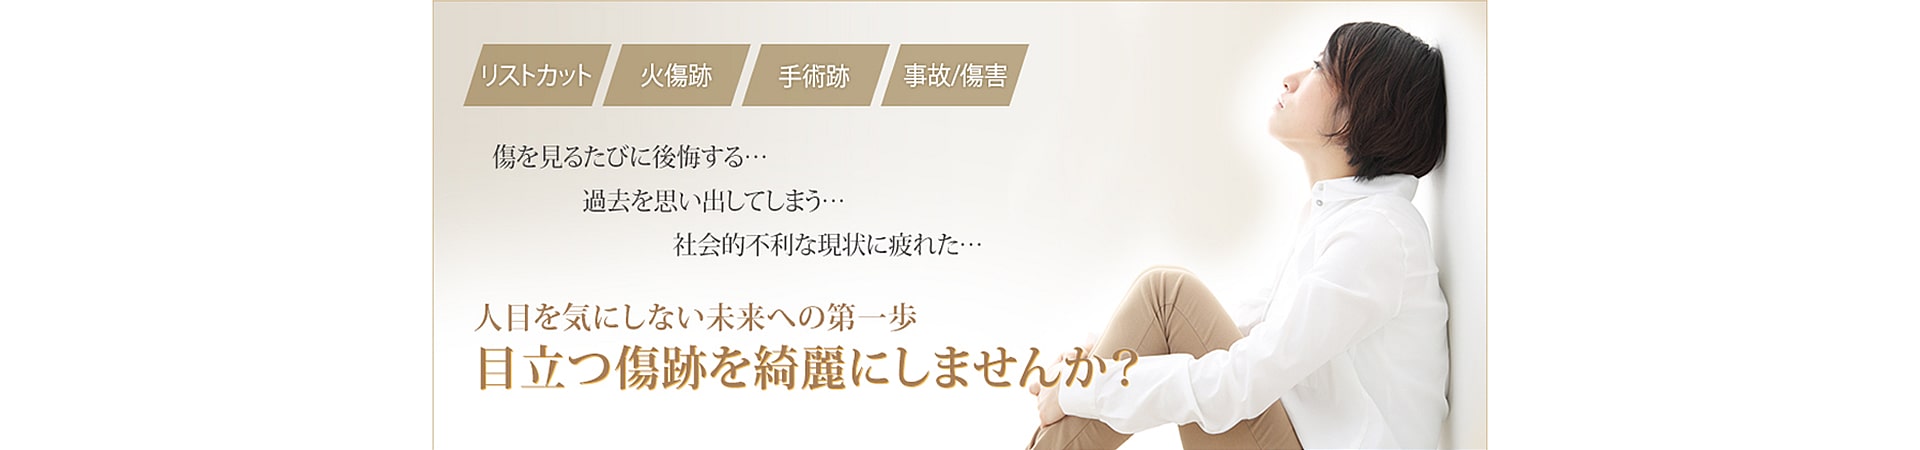 リストカット 火傷跡 手術跡 事故/傷害
傷を見るたびに後悔する…
過去を思い出してしまう…
社会的不利な現状に疲れた…
人目を気にしない未来への第一歩
目立つ傷跡を綺麗にしませんか？